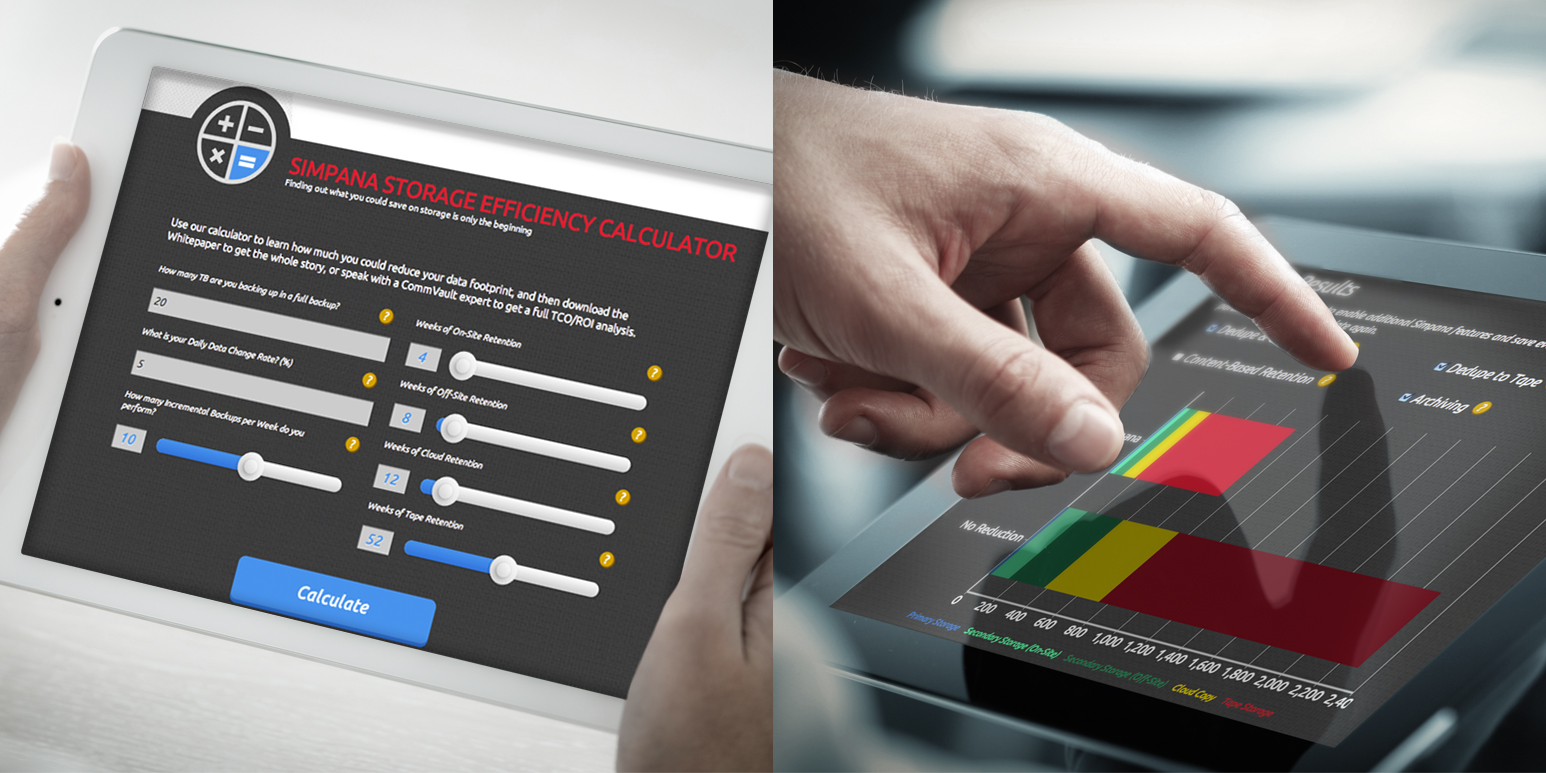 SIMPANA STORAGE EFFICIENCY CALCULATOR
Finding out what you could save on storage is only the beginning
Use our calculator to learn how much you could reduce your data footprint, and then download the
Whitepaper to get the whole story, or speak with a CommVault expert to get a full TCO/ROI analysis.
How many TB are you backing up in a full backup?
?
20
What is your Daily Data Change Rate? (%)
?
5
How many Incremental Backups per Week do you
perform?
?
10
Weeks of On-Site Retention
?
4
Weeks of Off-Site Retention
?
8
Weeks of Cloud Retention
?
12
Weeks of Tape Retention
?
52
Calculate
Results
to enable additional Simpana features and save
again.
Dedupe
Dedupe to Tape
Content-Based Retention ?
Archiving ?
No Reduction
0 200 400 600 800 1,000 1,200 1,400 1,600 1,800 2,000 2,200 2,40
Primary Storage Secondary Storage (On-Site) Secondary Storage (Off-Site) Cloud Copy Tape Storage